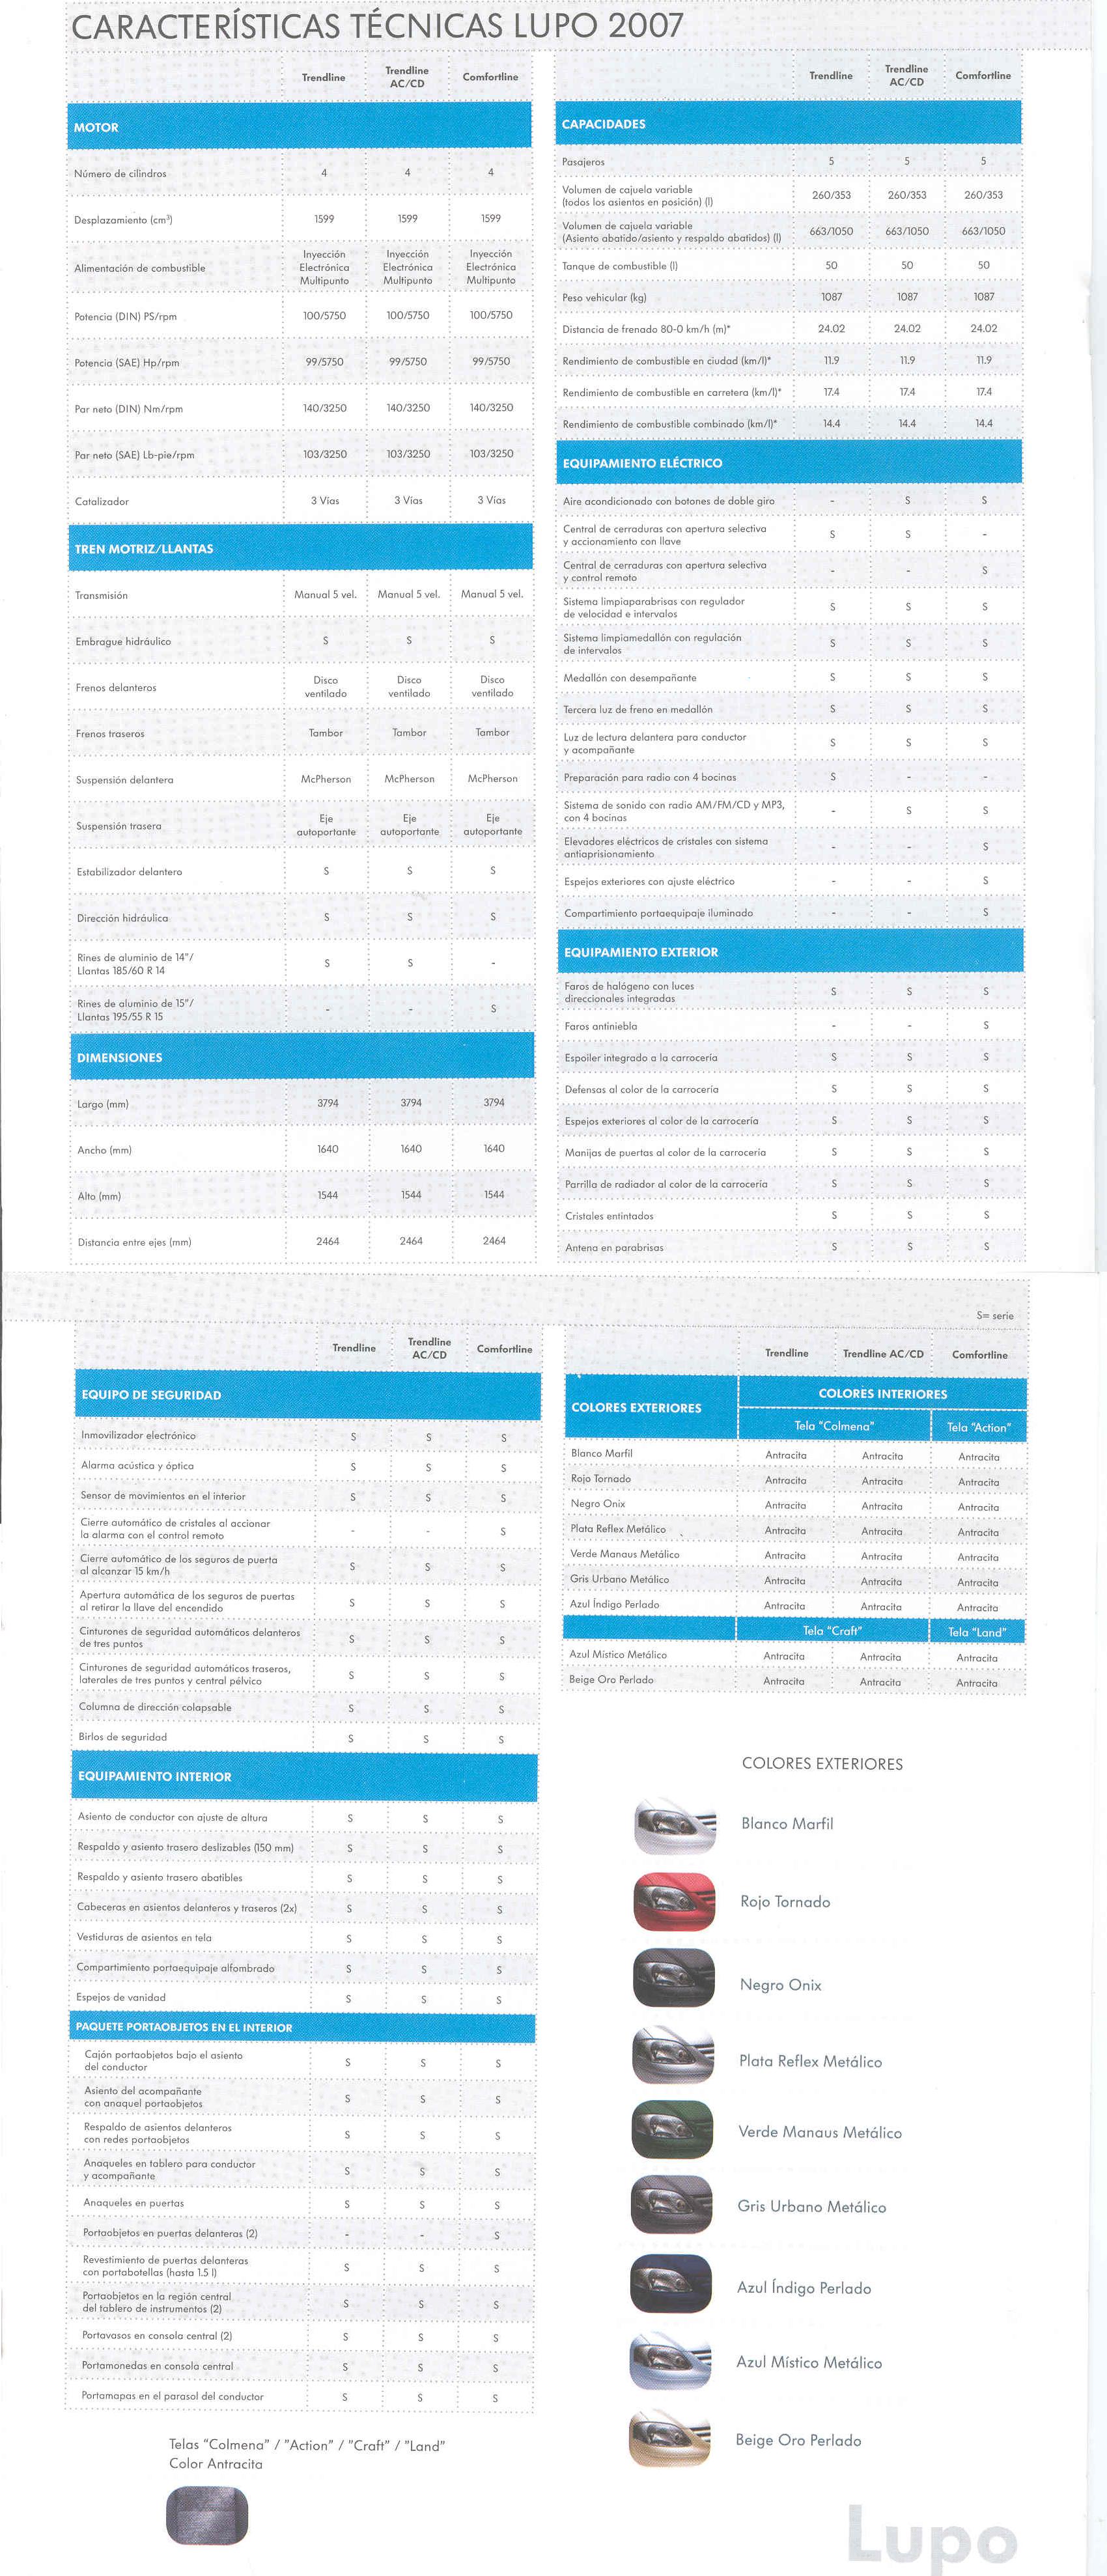 CARACTERÍSTICAS TÉCNICAS LUPO 2007
Trendline Trendline AC/CD Comfortline
MOTOR
Número de cilindros 4 4 4
Desplazamiento (cm³) 1599 1599 1599
Alimentación de combustible Inyección Electrónica Multipunto Inyección Electrónica Multipunto Inyección Electrónica Multipunto
Potencia (DIN) PS/rpm 100/5750 100/5750 100/5750
Potencia (SAE) Hp/rpm 99/5750 99/5750 99/5750
Par neto (DIN) Nm/rpm 140/3250 140/3250 140/3250
Par neto (SAE) Lb-pie/rpm 103/3250 103/3250 103/3250
Catalizador 3 Vías 3 Vías 3 Vías
TREN MOTRIZ/LLANTAS
Transmisión Manual 5 vel. Manual 5 vel. Manual 5 vel.
Embrague hidráulico S S S
Frenos delanteros Disco ventilado Disco ventilado Disco ventilado
Frenos traseros Tambor Tambor Tambor
Suspensión delantera McPherson McPherson McPherson
Suspensión trasera Eje autoportante Eje autoportante Eje autoportante
Estabilizador delantero S S S
Dirección hidráulica S S S
Rines de aluminio de 14"/
Llantas 185/60 R 14 S S -
Rines de aluminio de 15"/
Llantas 195/55 R 15 - - S
DIMENSIONES
Largo (mm) 3794 3794 3794
Ancho (mm) 1640 1640 1640
Alto (mm) 1544 1544 1544
Distancia entre ejes (mm) 2464 2464 2464
Trendline Trendline AC/CD Comfortline
CAPACIDADES
Pasajeros 5 5 5
Volumen de cajuela variable
(todos los asientos en posición) (l) 260/353 260/353 260/353
Volumen de cajuela variable
(Asiento abatido/asiento y respaldo abatidos) (l) 663/1050 663/1050 663/1050
Tanque de combustible (l) 50 50 50
Peso vehicular (kg) 1087 1087 1087
Distancia de frenado 80-0 km/h (m)* 24.02 24.02 24.02
Rendimiento de combustible en ciudad (km/l)* 11.9 11.9 11.9
Rendimiento de combustible en carretera (km/l)* 17.4 17.4 17.4
Rendimiento de combustible combinado (km/l)* 14.4 14.4 14.4
EQUIPAMIENTO ELÉCTRICO
Aire acondicionado con botones de doble giro - S S
Central de cerraduras con apertura selectiva
y accionamiento con llave S S -
Central de cerraduras con apertura selectiva
y control remoto - - S
Sistema limpiaparabrisas con regulador
de velocidad e intervalos S S S
Sistema limpiamedallón con regulación
de intervalos S S S
Medallón con desempañante S S S
Tercera luz de freno en medallón S S S
Luz de lectura delantera para conductor
y acompañante S S S
Preparación para radio con 4 bocinas S - -
Sistema de sonido con radio AM/FM/CD y MP3,
con 4 bocinas - S S
Elevadores eléctricos de cristales con sistema
antiaprisionamiento - - S
Espejos exteriores con ajuste eléctrico - - S
Compartimiento portaequipaje iluminado - - S
EQUIPAMIENTO EXTERIOR
Faros de halógeno con luces
direccionales integradas S S S
Faros antiniebla - - S
Espoiler integrado a la carrocería S S S
Defensas al color de la carrocería S S S
Espejos exteriores al color de la carrocería S S S
Manijas de puertas al color de la carrocería S S S
Parrilla de radiador al color de la carrocería S S S
Cristales entintados S S S
Antena en parabrisas S S S
S= serie
Trendline Trendline AC/CD Comfortline
EQUIPO DE SEGURIDAD
Inmovilizador electrónico S S S
Alarma acústica y óptica S S S
Sensor de movimientos en el interior S S S
Cierre automático de cristales al accionar
la alarma con el control remoto - - S
Cierre automático de los seguros de puerta
al alcanzar 15 km/h S S S
Apertura automática de los seguros de puertas
al retirar la llave del encendido S S S
Cinturones de seguridad automáticos delanteros
de tres puntos S S S
Cinturones de seguridad automáticos traseros,
laterales de tres puntos y central pélvico S S S
Columna de dirección colapsable S S S
Birlos de seguridad S S S
EQUIPAMIENTO INTERIOR
Asiento de conductor con ajuste de altura S S S
Respaldo y asiento trasero deslizables (150 mm) S S S
Respaldo y asiento trasero abatibles S S S
Cabeceras en asientos delanteros y traseros (2x) S S S
Vestiduras de asientos en tela S S S
Compartimiento portaequipaje alfombrado S S S
Espejos de vanidad S S S
PAQUETE PORTAOBJETOS EN EL INTERIOR
Cajón portaobjetos bajo el asiento
del conductor S S S
Asiento del acompañante
con anaquel portaobjetos S S S
Respaldo de asientos delanteros
con redes portaobjetos S S S
Anaqueles en tablero para conductor
y acompañante S S S
Anaqueles en puertas S S S
Portaobjetos en puertas delanteras (2) - - S
Revestimiento de puertas delanteras
con portabotellas (hasta 1.5 l) S S S
Portaobjetos en la región central
del tablero de instrumentos (2) S S S
Portavasos en consola central (2) S S S
Portamonedas en consola central S S S
Portamapas en el parasol del conductor S S S
Telas "Colmena" / "Action" / "Craft" / "Land"
Color Antracita
Trendline Trendline AC/CD Comfortline
COLORES EXTERIORES COLORES INTERIORES
Tela "Colmena" Tela "Action"
Blanco Marfil Antracita Antracita Antracita
Rojo Tornado Antracita Antracita Antracita
Negro Onix Antracita Antracita Antracita
Plata Reflex Metálico Antracita Antracita Antracita
Verde Manaus Metálico Antracita Antracita Antracita
Gris Urbano Metálico Antracita Antracita Antracita
Azul Índigo Perlado Antracita Antracita Antracita
Tela "Craft" Tela "Land"
Azul Místico Metálico Antracita Antracita Antracita
Beige Oro Perlado Antracita Antracita Antracita
COLORES EXTERIORES
Blanco Marfil
Rojo Tornado
Negro Onix
Plata Reflex Metálico
Verde Manaus Metálico
Gris Urbano Metálico
Azul Índigo Perlado
Azul Místico Metálico
Beige Oro Perlado
Lupo